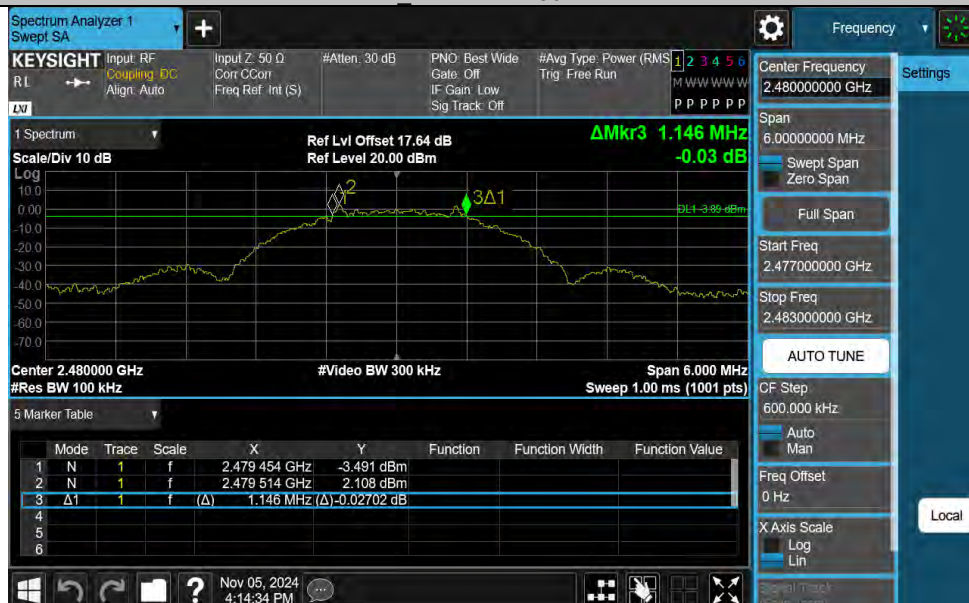 Spectrum Analyzer 1
Swept SA
+
Frequency
KEYSIGHT
RL
LXI
Input: RF
Coupling: DC
Align: Auto
Input Z: 50 Ω
Corr CCorr
Freq Ref: Int (S)
#Atten: 30 dB
PNO: Best Wide
Gate: Off
IF Gain: Low
Sig Track: Off
#Avg Type: Power (RMS
Trig: Free Run
1 2 3 4 5 6
M W W W W W
P P P P P P
1 Spectrum
Scale/Div 10 dB
Ref Lvl Offset 17.64 dB
Ref Level 20.00 dBm
ΔMkr3 1.146 MHz
-0.03 dB
Log
10.0
0.00
-10.0
-20.0
-30.0
-40.0
-50.0
-60.0
-70.0
1
2
3Δ1
DL1 -3.89 dBm
Center 2.480000 GHz
#Video BW 300 kHz
Span 6.000 MHz
#Res BW 100 kHz
Sweep 1.00 ms (1001 pts)
5 Marker Table
Mode Trace Scale X Y Function Function Width Function Value
1 N 1 f 2.479 454 GHz -3.491 dBm
2 N 1 f 2.479 514 GHz 2.108 dBm
3 Δ1 1 f (Δ) 1.146 MHz (Δ) -0.02702 dB
4
5
6
Center Frequency
2.480000000 GHz
Settings
Span
6.00000000 MHz
Swept Span
Zero Span
Full Span
Start Freq
2.477000000 GHz
Stop Freq
2.483000000 GHz
AUTO TUNE
CF Step
600.000 kHz
Auto
Man
Freq Offset
0 Hz
X Axis Scale
Log
Lin
Local
Signal Track
?
Nov 05, 2024
4:14:34 PM